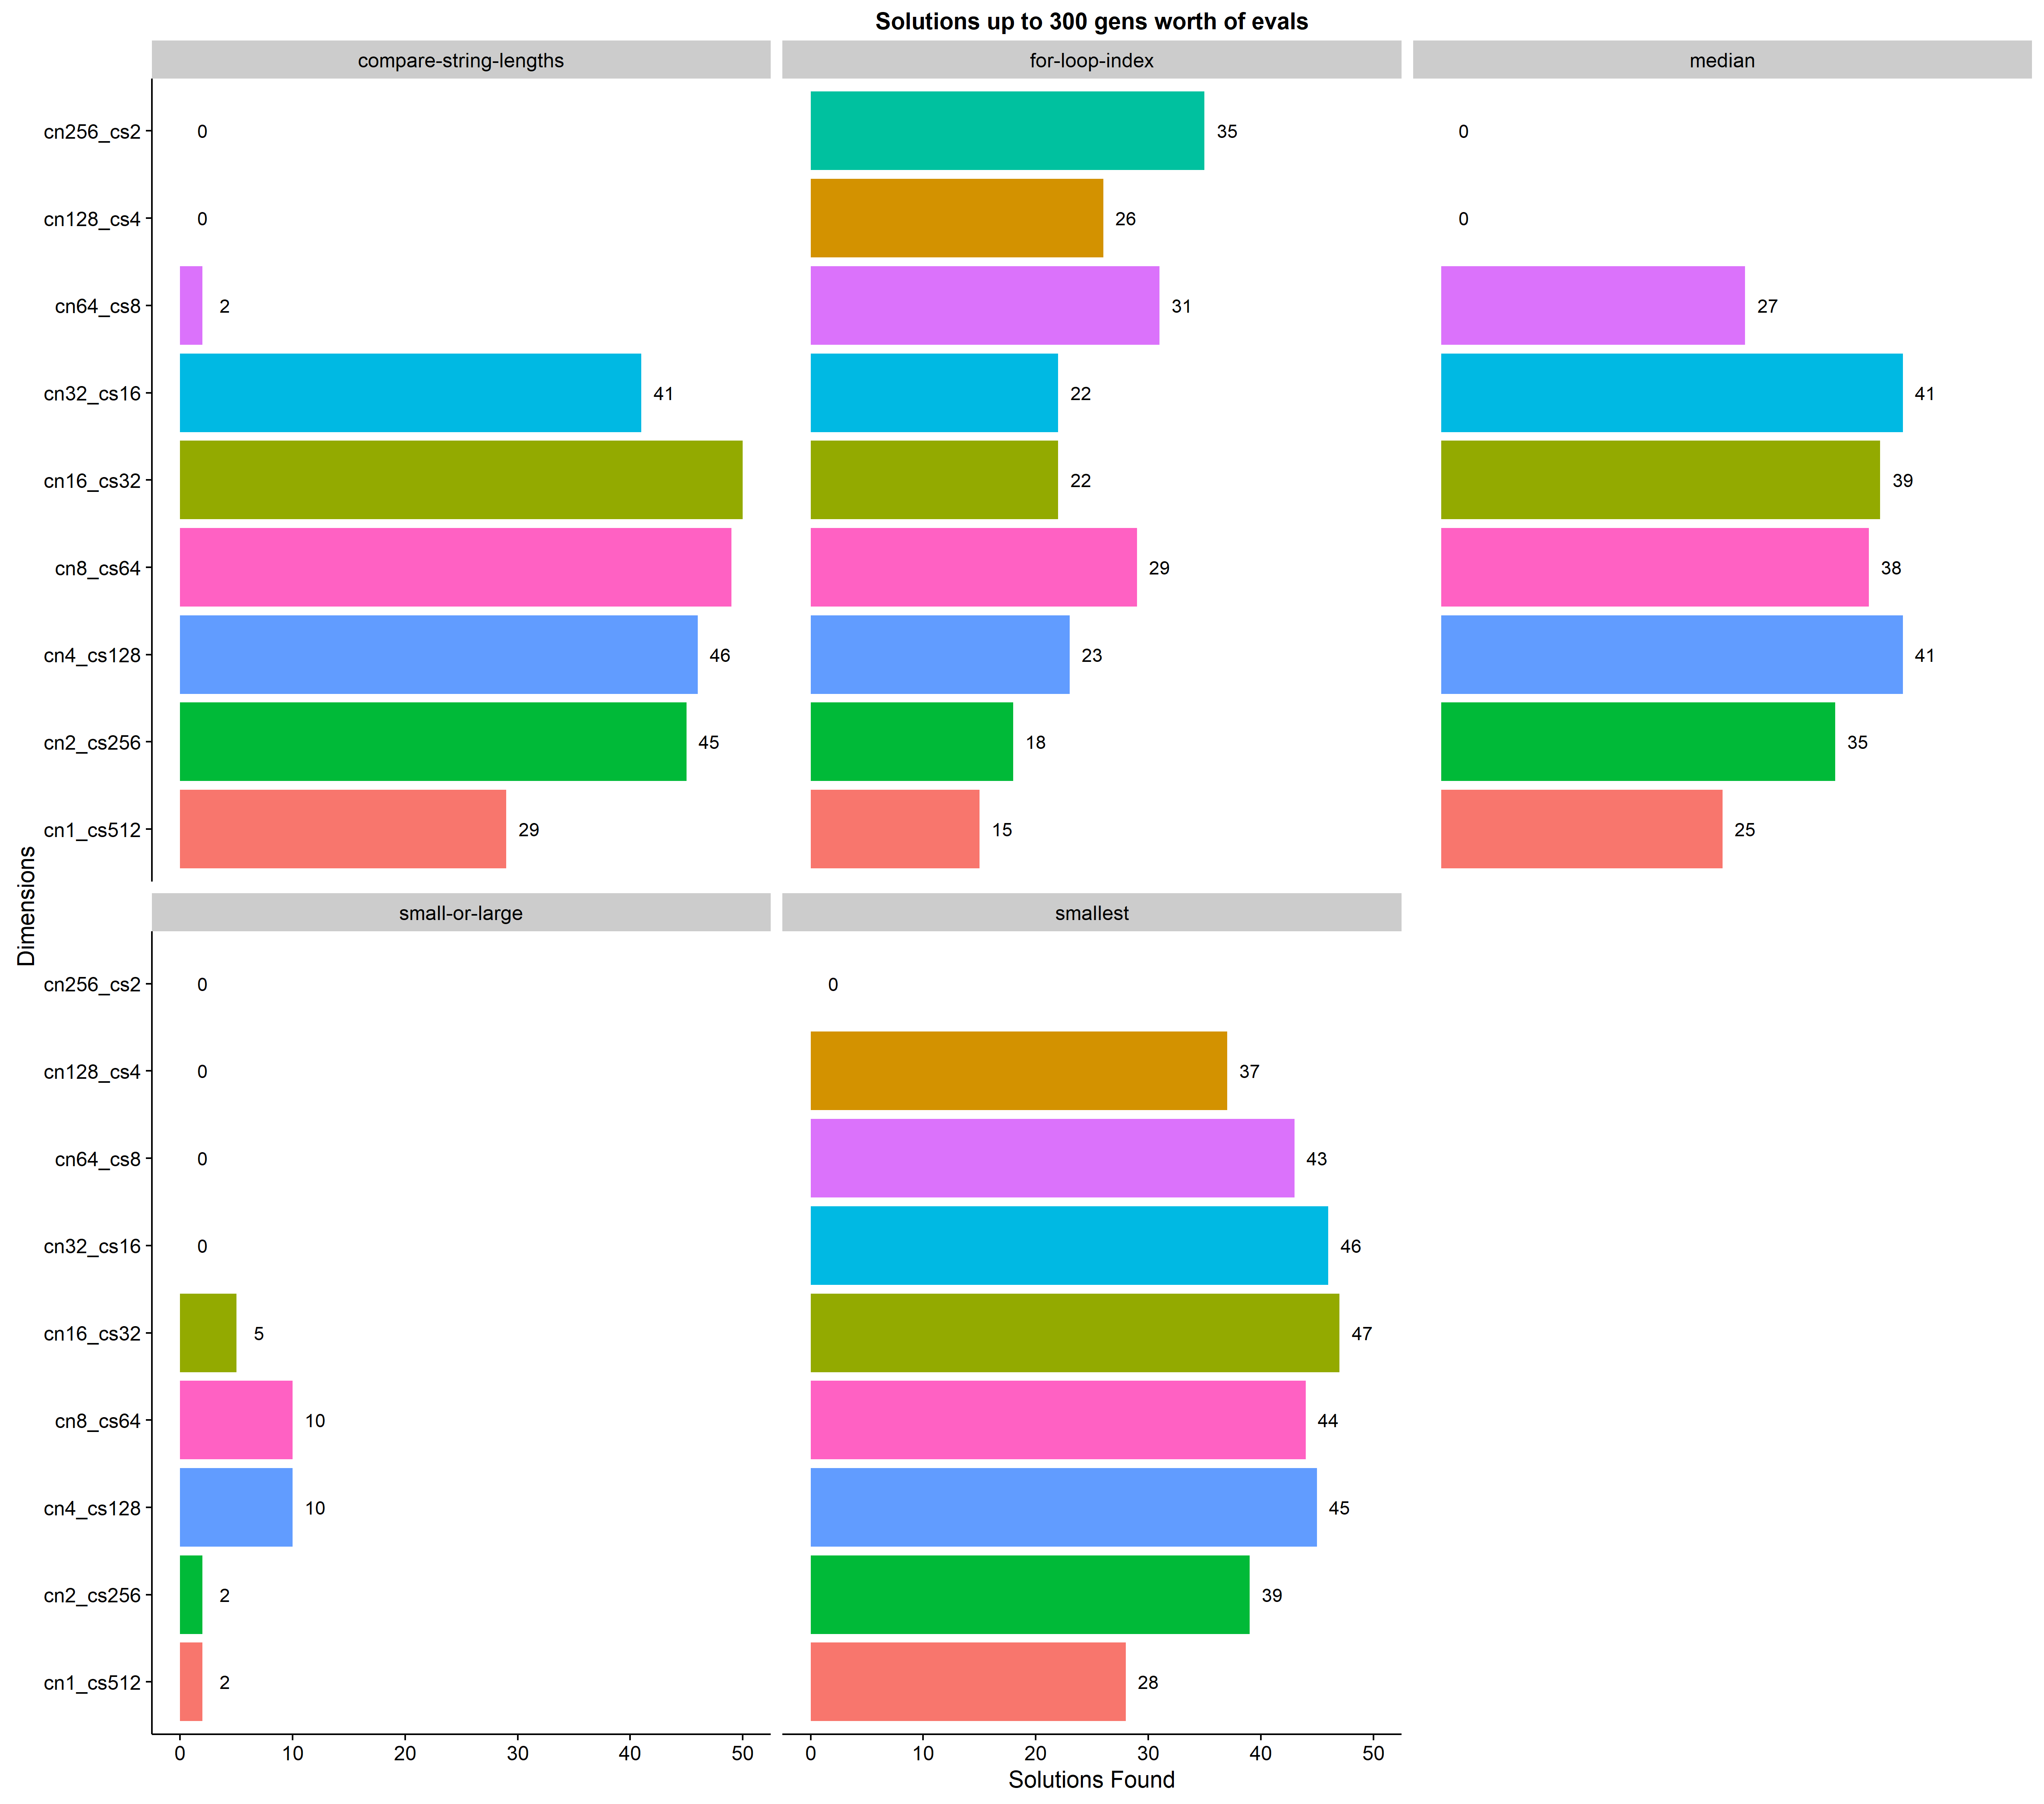 Solutions up to 300 gens worth of evals
compare-string-lengths
for-loop-index
median
cn256_cs2 0 35 0
cn128_cs4 0 26 0
cn64_cs8 2 31 27
cn32_cs16 41 22 41
cn16_cs32 22 39
cn8_cs64 29 38
cn4_cs128 46 23 41
cn2_cs256 45 18 35
cn1_cs512 29 15 25
Dimensions
small-or-large
smallest
cn256_cs2 0 0
cn128_cs4 0 37
cn64_cs8 0 43
cn32_cs16 0 46
cn16_cs32 5 47
cn8_cs64 10 44
cn4_cs128 10 45
cn2_cs256 2 39
cn1_cs512 2 28
0 10 20 30 40 50 0 10 20 30 40 50
Solutions Found